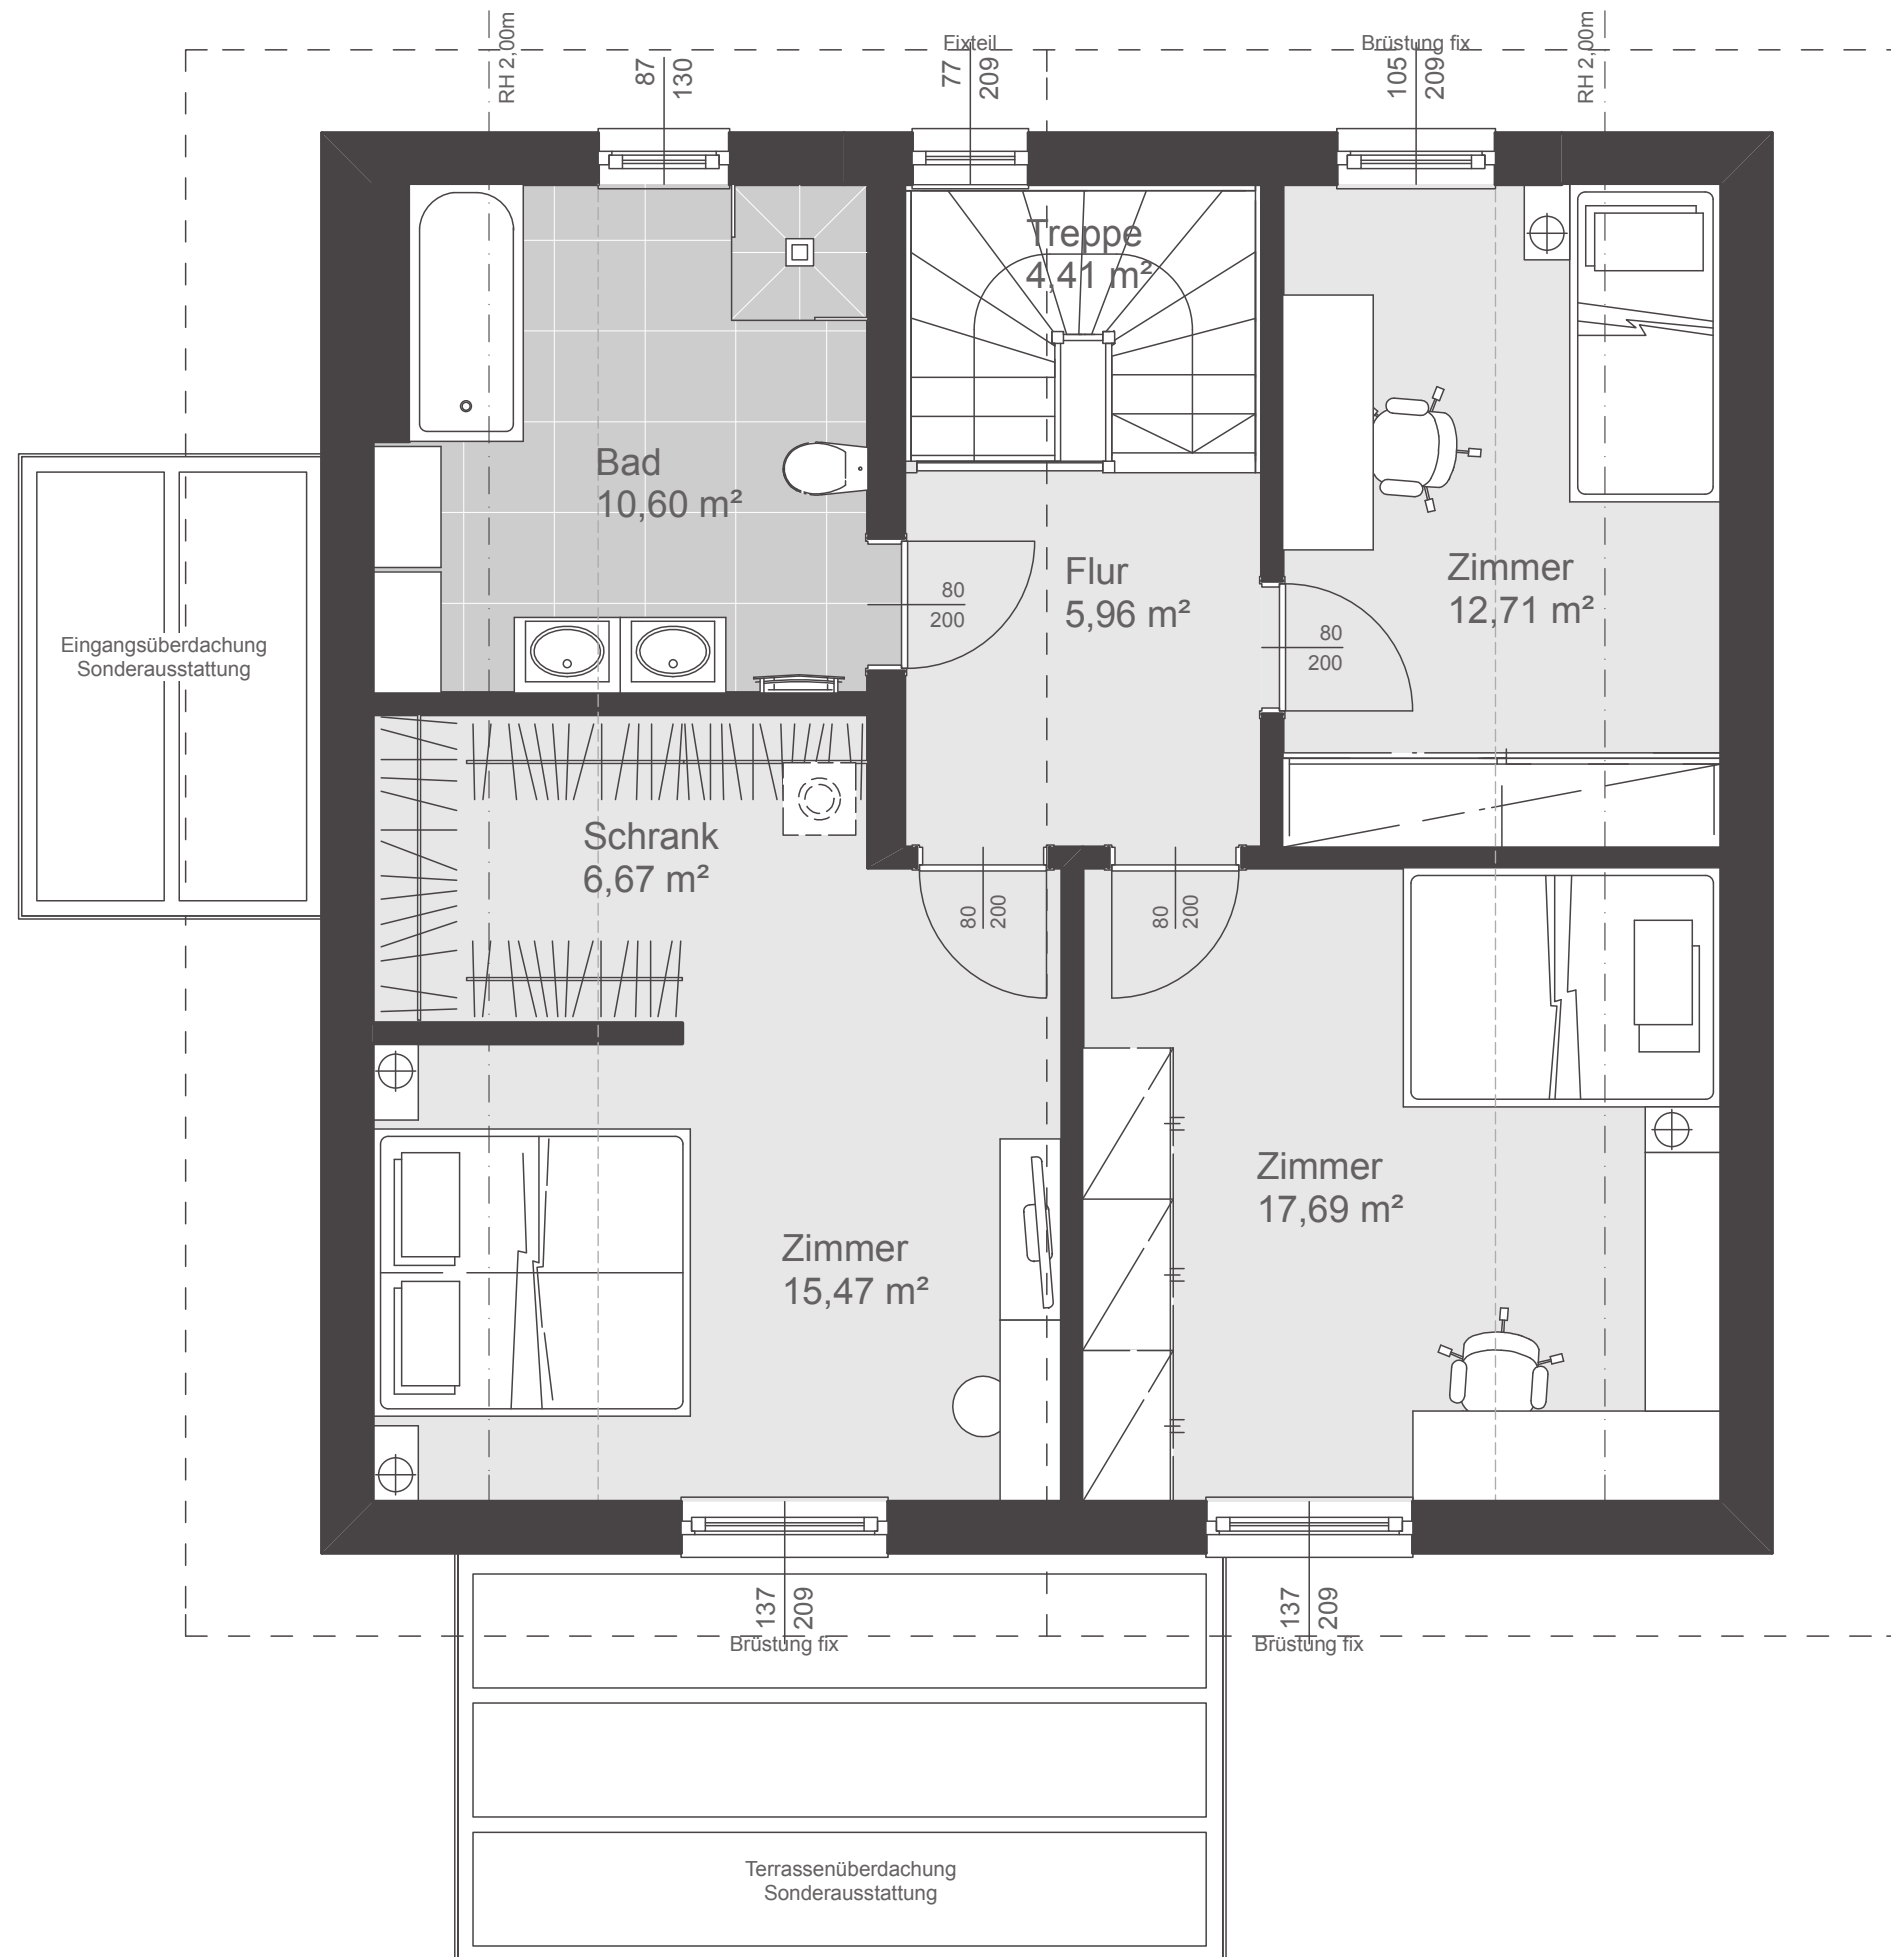 RH 2,00m
87
130
Fixteil
77
209
Brüstung fix
105
209
RH 2,00m
Treppe
4,41 m²
Bad
10,60 m²
Flur
5,96 m²
Zimmer
12,71 m²
80
200
80
200
Eingangsüberdachung
Sonderausstattung
Schrank
6,67 m²
80
200
80
200
Zimmer
17,69 m²
Zimmer
15,47 m²
137
209
Brüstung fix
137
209
Brüstung fix
Terrassenüberdachung
Sonderausstattung